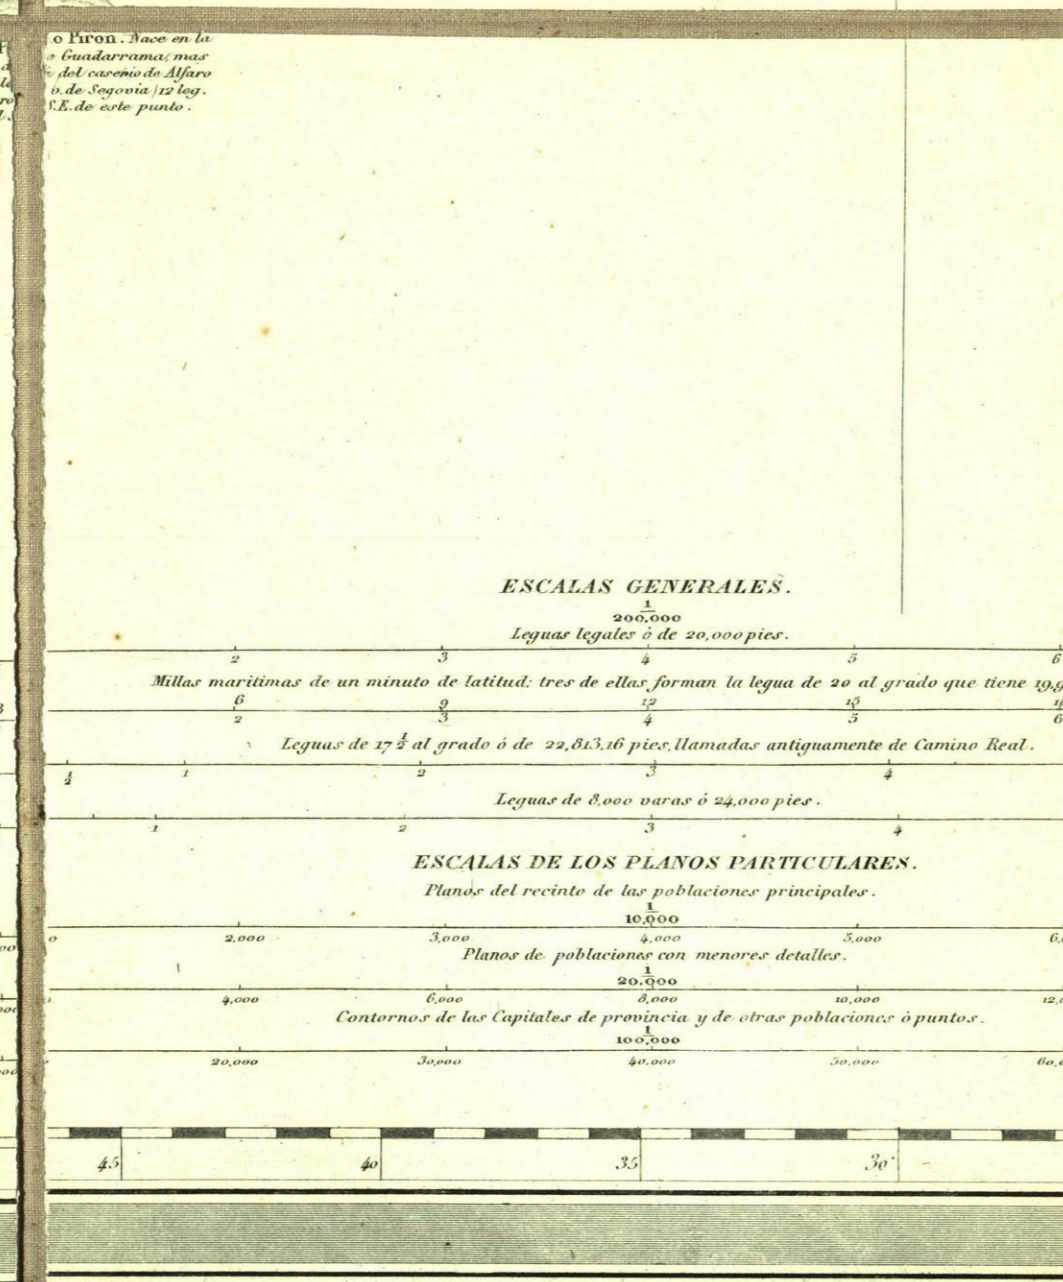 o Piron. Nace en la
Guadarrama; mas
del caserio de Alfaro
o. de Segovia | 12 leg.
S.E. de este punto.
ESCALAS GENERALES.
1
200,000
Leguas legales ó de 20,000 pies.
2 3 4 5 6
Millas maritimas de un minuto de latitud: tres de ellas forman la legua de 20 al grado que tiene 19,9
6 9 12 15
2 3 4 5 6
Leguas de 17 1/2 al grado ó de 22,813,16 pies, llamadas antiguamente de Camino Real.
1 2 3 4
Leguas de 8,000 varas ó 24,000 pies.
1 2 3 4
ESCALAS DE LOS PLANOS PARTICULARES.
Planos del recinto de las poblaciones principales.
1
10,000
2,000 3,000 4,000 5,000
Planos de poblaciones con menores detalles.
1
20,000
4,000 6,000 8,000 10,000
Contornos de las Capitales de provincia y de otras poblaciones ó puntos.
1
100,000
20,000 30,000 40,000 50,000
45 40 35 30'